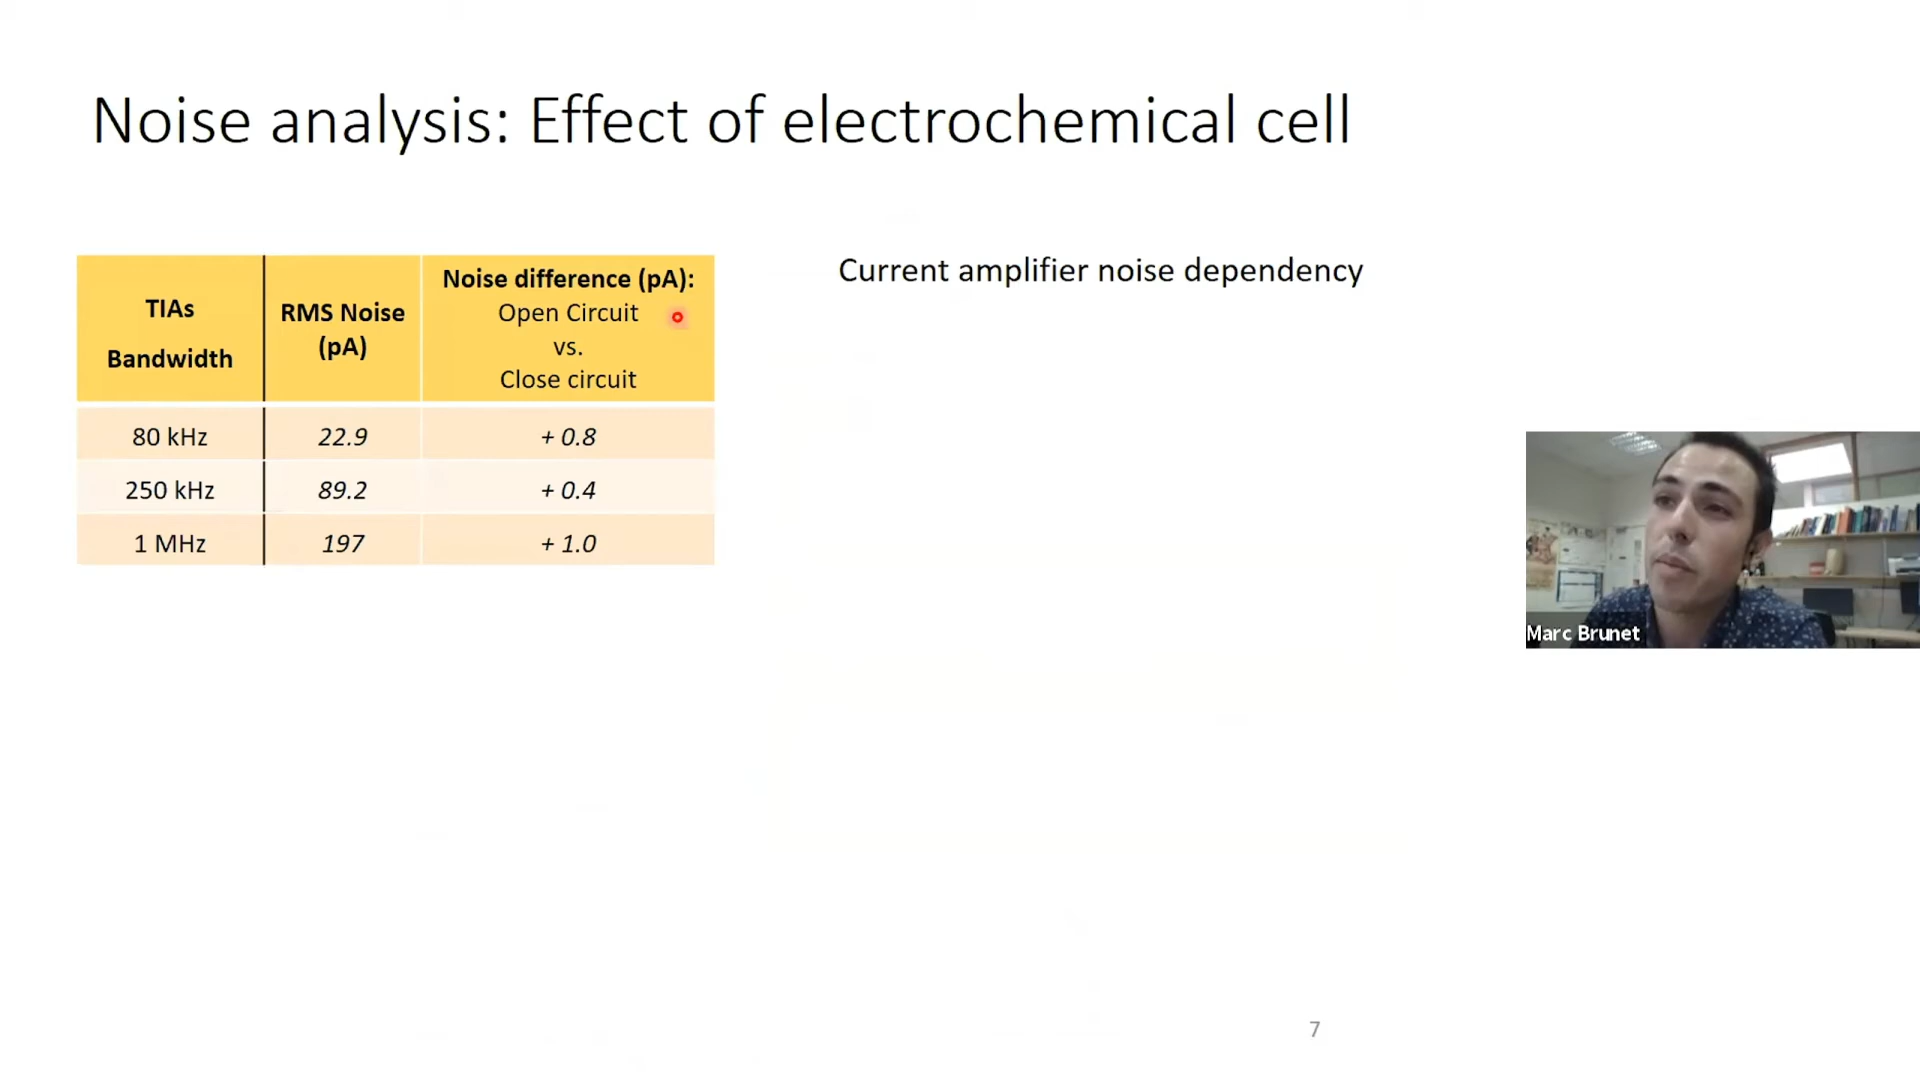 Noise analysis: Effect of electrochemical cell
TIAs
Bandwidth
RMS Noise
(pA)
Noise difference (pA):
Open Circuit
vs.
Close circuit
80 kHz 22.9 + 0.8
250 kHz 89.2 + 0.4
1 MHz 197 + 1.0
Current amplifier noise dependency
Marc Brunet
7